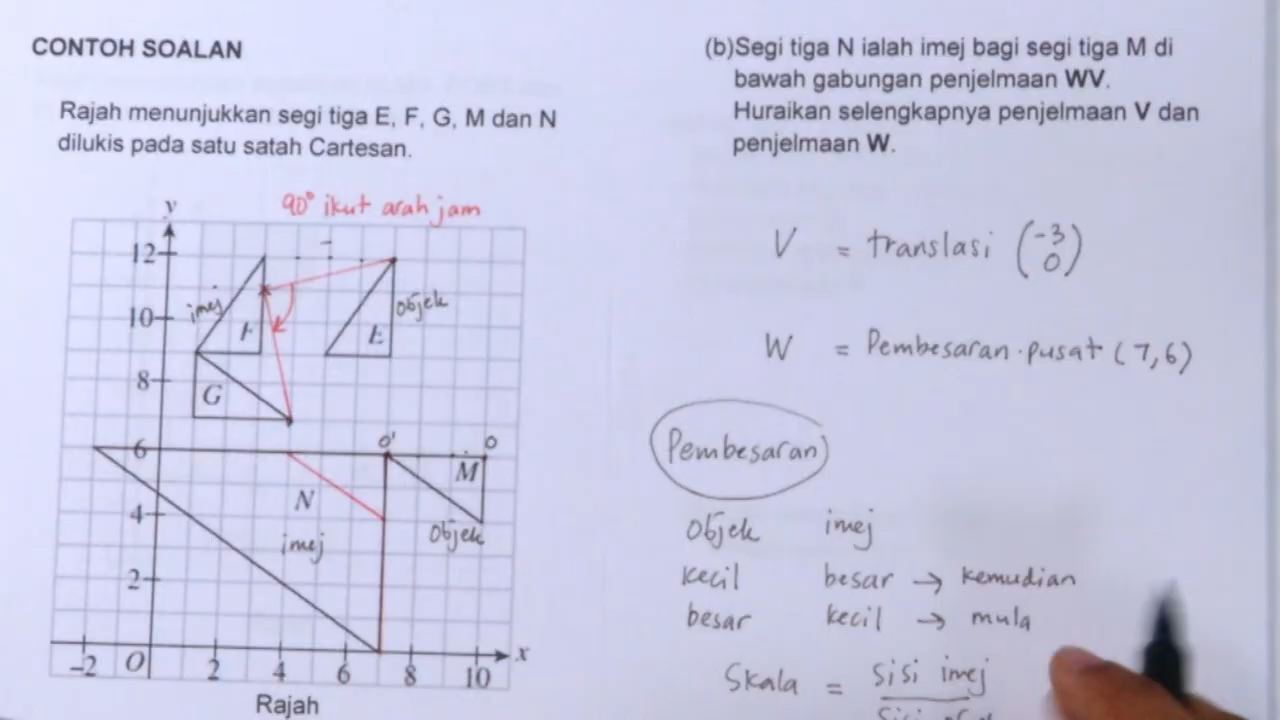 CONTOH SOALAN
Rajah menunjukkan segi tiga E, F, G, M dan N
dilukis pada satu satah Cartesan.
90° ikut arah jam
y
12
10
8
6
4
2
imej
F
E
objek
G
O'
O
M
N
imej
Objek
-2
O
2
4
6
8
10
x
Rajah
(b)Segi tiga N ialah imej bagi segi tiga M di
bawah gabungan penjelmaan WV.
Huraikan selengkapnya penjelmaan V dan
penjelmaan W.
V = translasi (-3
0)
W = Pembesaran pusat (7,6)
Pembesaran
Objek imej
kecil besar → kemudian
besar kecil → mula
Skala = sisi imej